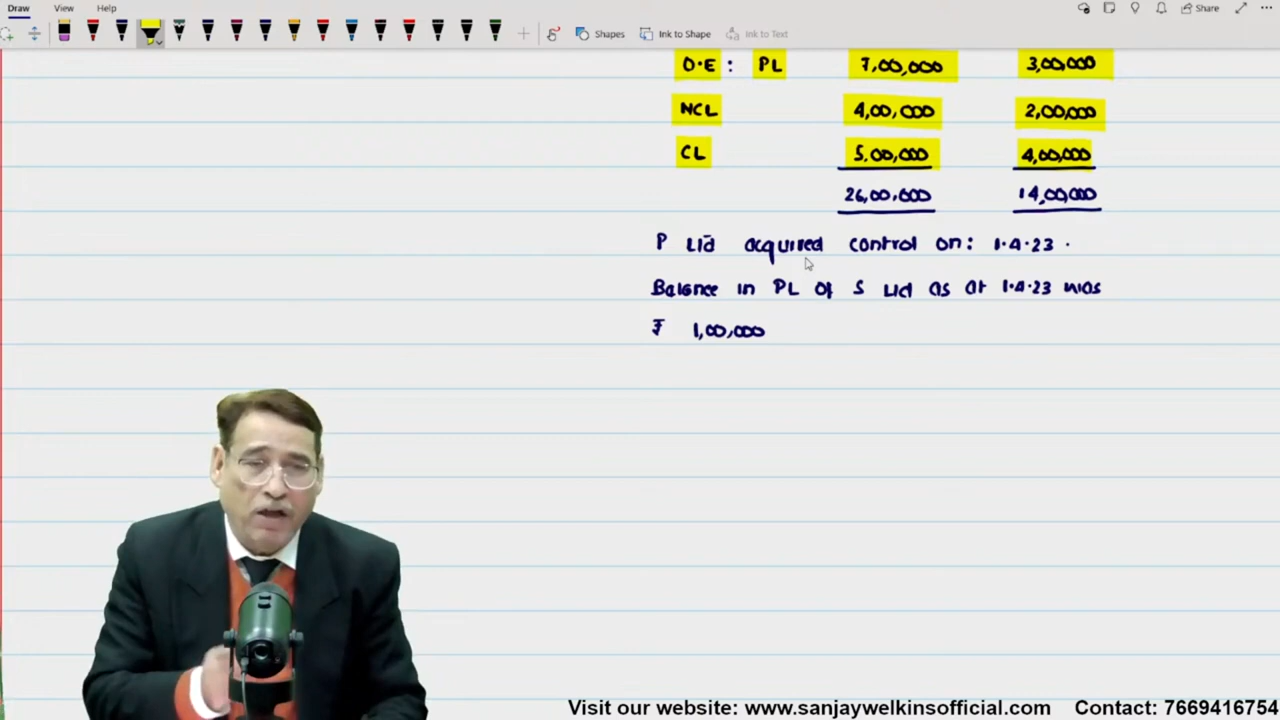 Draw View Help
Shapes Ink to Shape Ink to Text Share
O.E : PL 7,00,000 3,00,000
NCL 4,00,000 2,00,000
CL 5,00,000 4,00,000
26,00,000 14,00,000
P Ltd acquired control on: 1.4.23.
Balance in PL of S Ltd as at 1.4.23 was
₹ 1,00,000
Visit our website: www.sanjaywelkinsofficial.com Contact: 7669416754